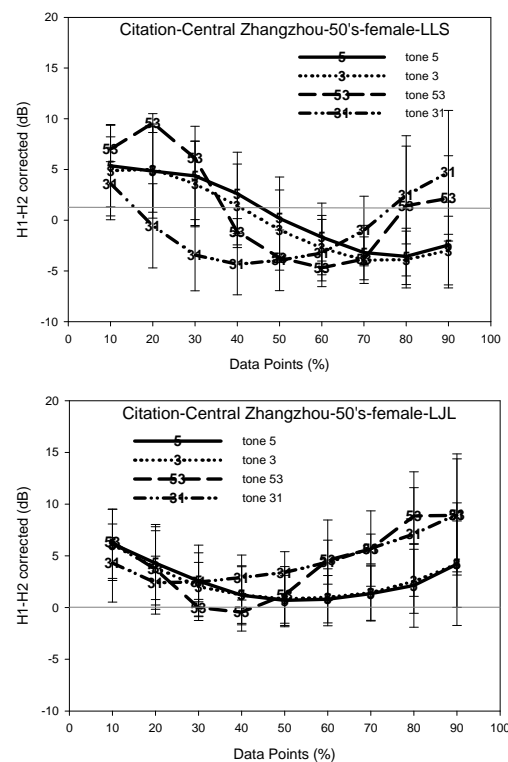 Citation-Central Zhangzhou-50's-female-LLS
5 tone 5
3 tone 3
53 tone 53
31 tone 31
H1-H2 corrected (dB)
20
15
10
5
0
-5
-10
0 10 20 30 40 50 60 70 80 90 100
Data Points (%)
Citation-Central Zhangzhou-50's-female-LJL
5 tone 5
3 tone 3
53 tone 53
31 tone 31
H1-H2 corrected (dB)
20
15
10
5
0
-5
-10
0 10 20 30 40 50 60 70 80 90 100
Data Points (%)